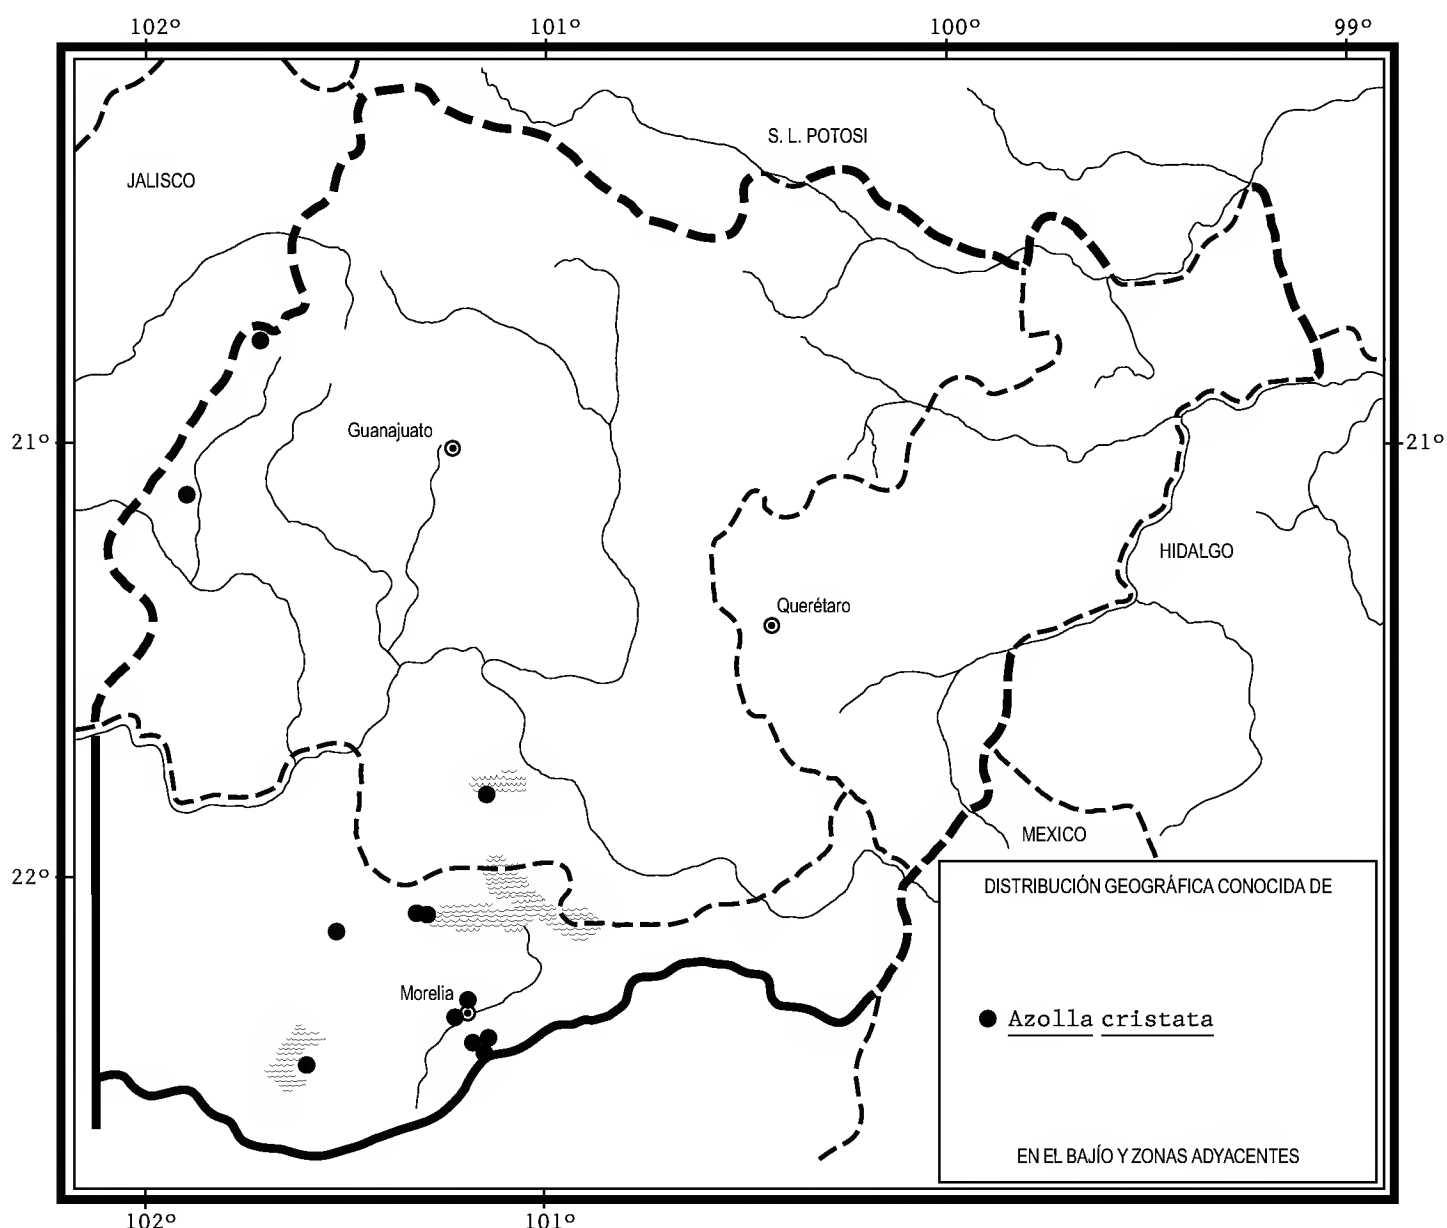 102º 101º 100º 99º
S. L. POTOSI
JALISCO
Guanajuato
21º 21º
HIDALGO
Querétaro
MEXICO
22º
DISTRIBUCIÓN GEOGRÁFICA CONOCIDA DE
Morelia
Azolla cristata
EN EL BAJÍO Y ZONAS ADYACENTES
102º 101º